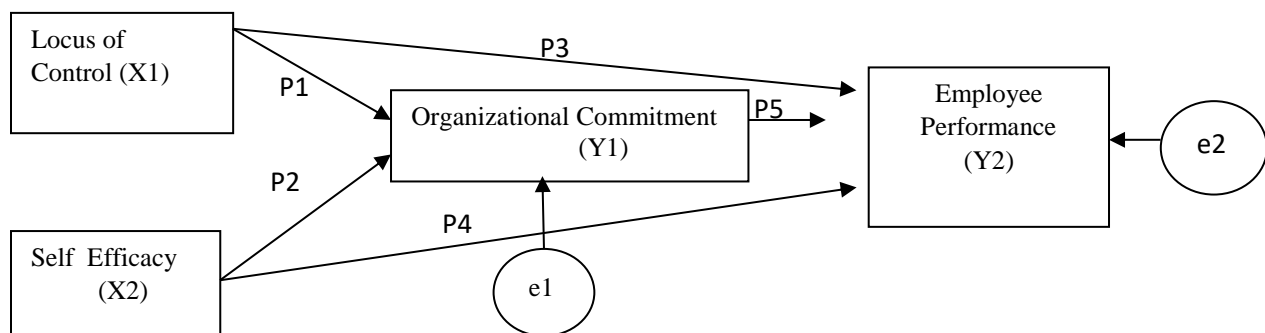 Locus of
Control (X1)
P3
P1
Organizational Commitment
(Y1)
P5
Employee
Performance
(Y2)
e2
P2
P4
Self Efficacy
(X2)
e1